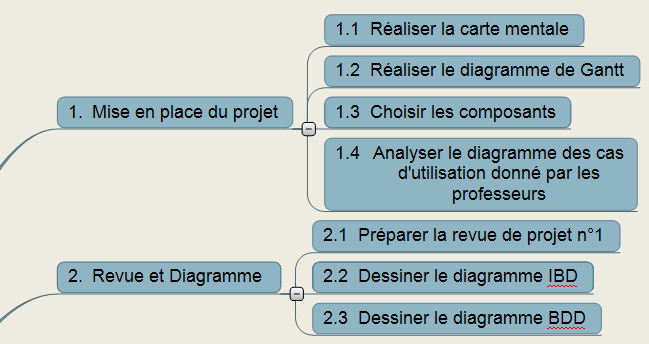 1.1 Réaliser la carte mentale
1.2 Réaliser le diagramme de Gantt
1. Mise en place du projet
1.3 Choisir les composants
1.4 Analyser le diagramme des cas
d'utilisation donné par les
professeurs
2.1 Préparer la revue de projet n°1
2. Revue et Diagramme
2.2 Dessiner le diagramme IBD
2.3 Dessiner le diagramme BDD